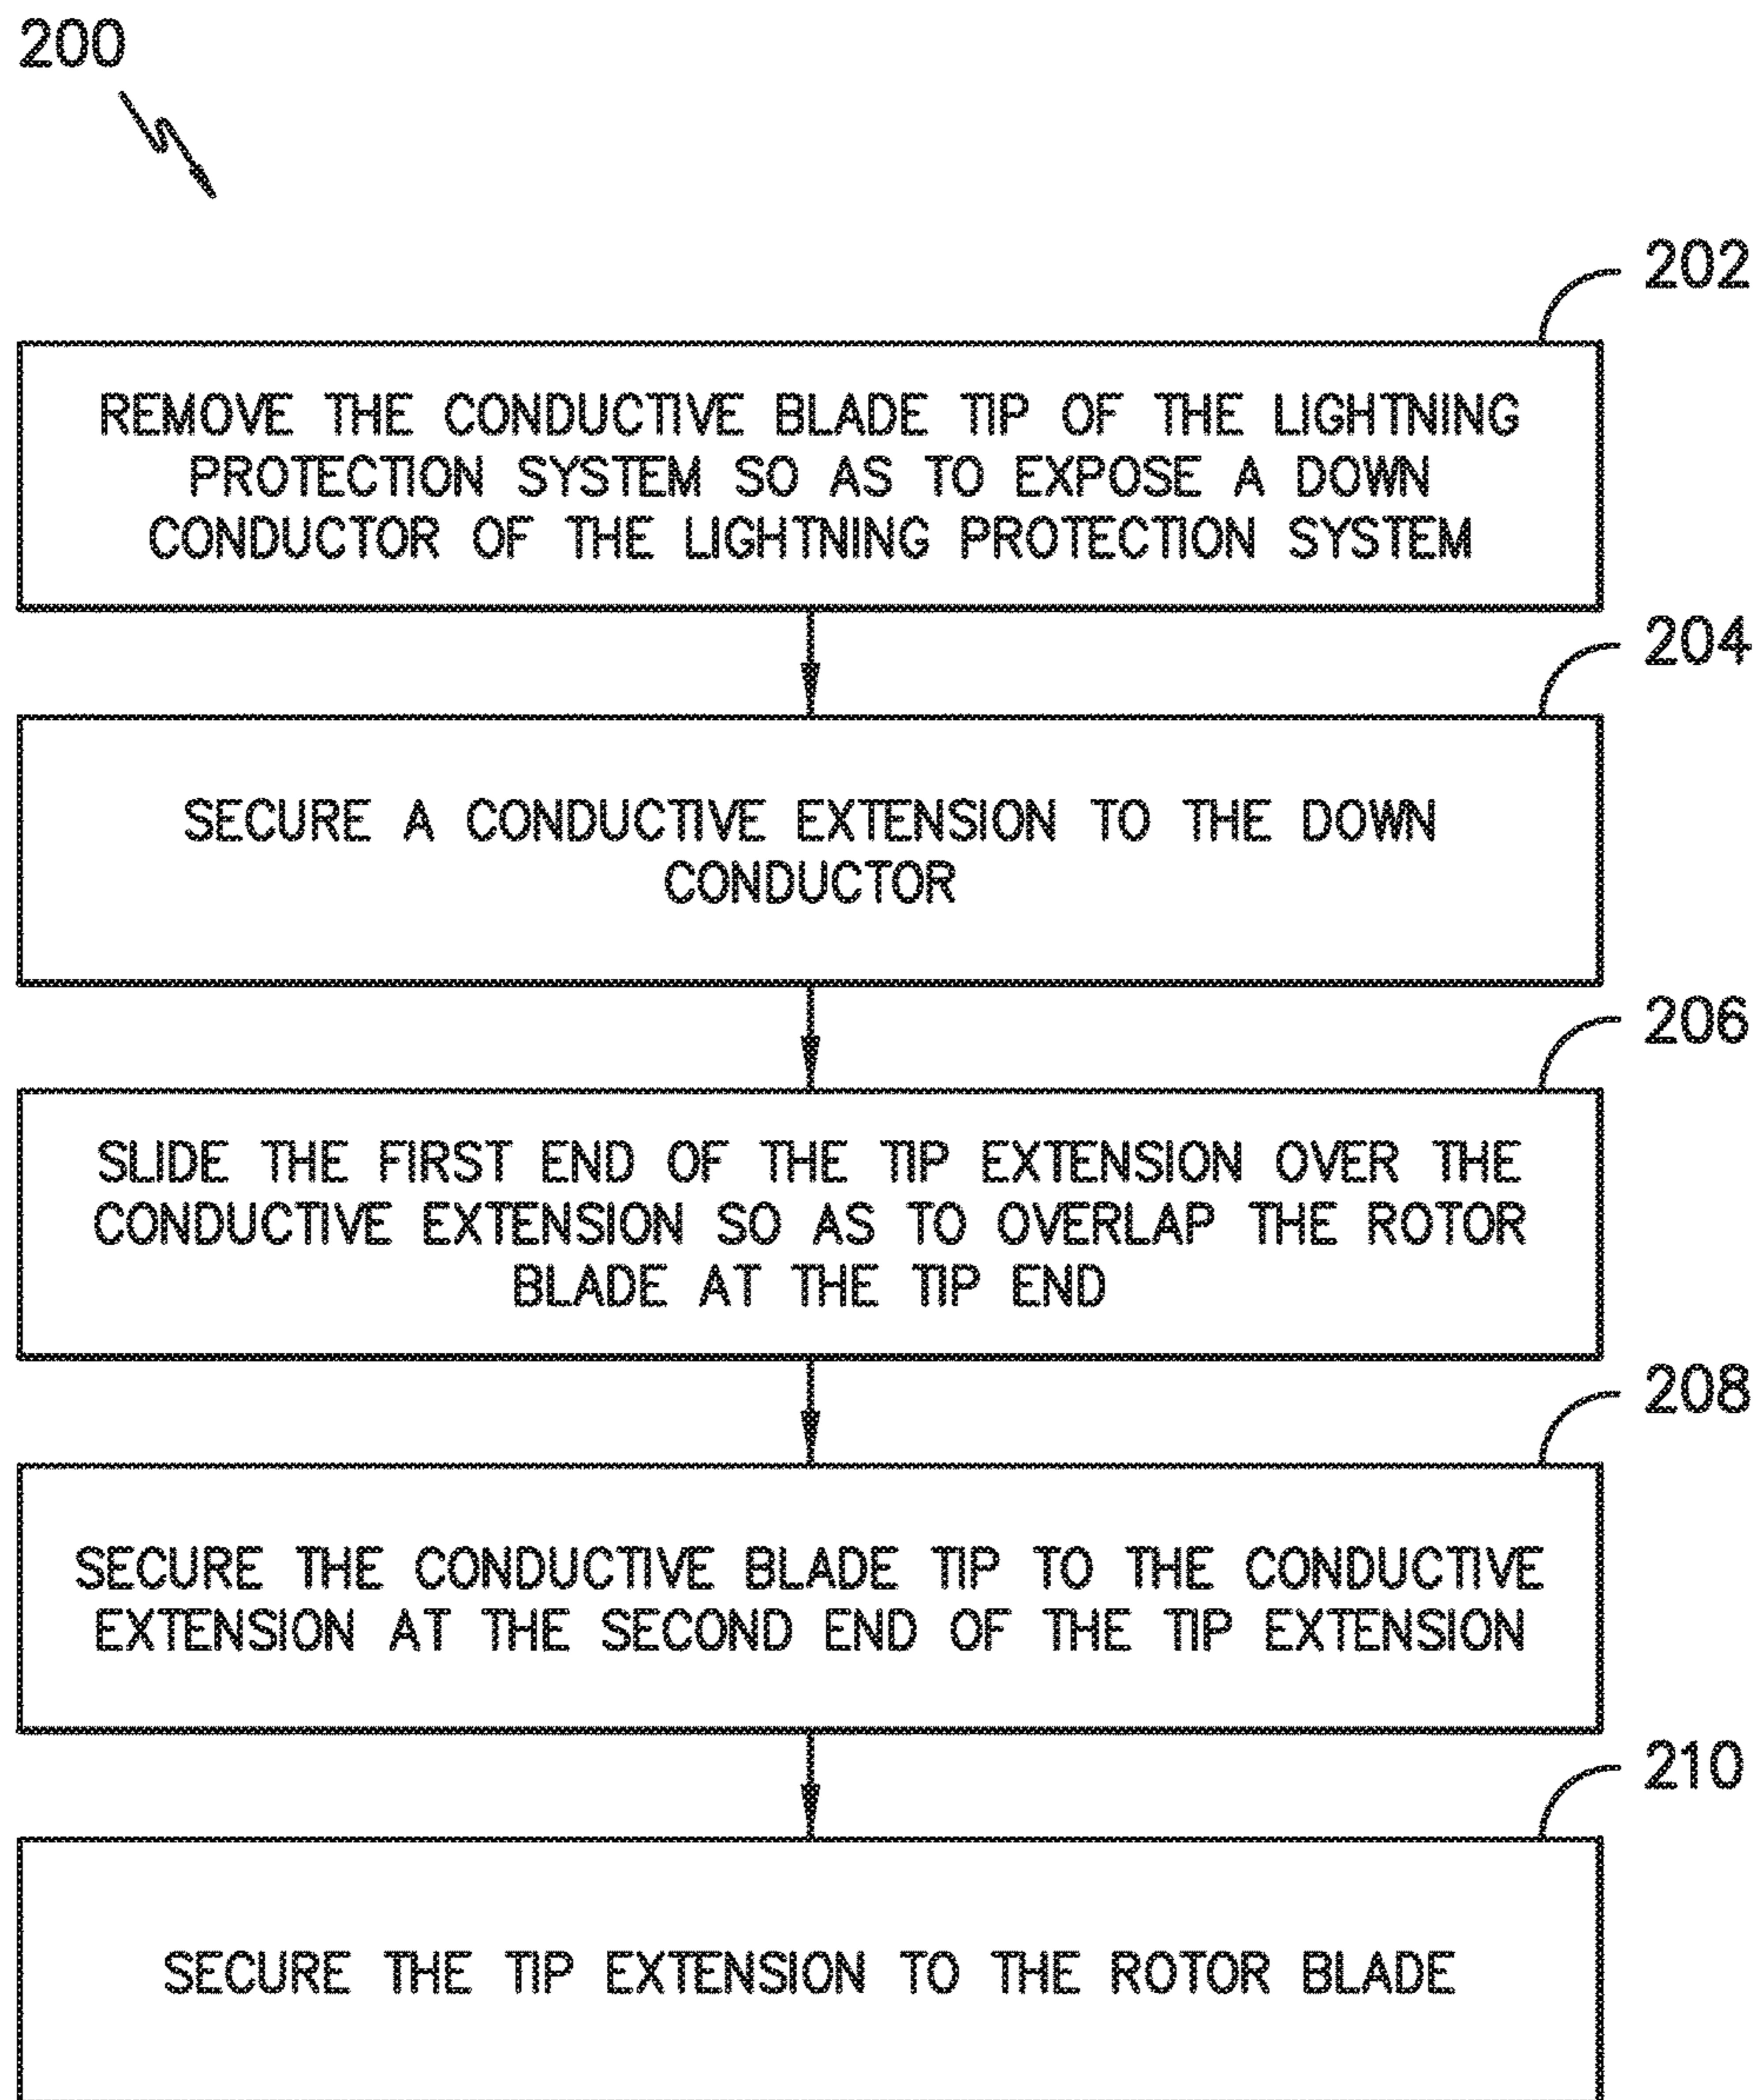 200
202
REMOVE THE CONDUCTIVE BLADE TIP OF THE LIGHTNING
PROTECTION SYSTEM SO AS TO EXPOSE A DOWN
CONDUCTOR OF THE LIGHTNING PROTECTION SYSTEM
204
SECURE A CONDUCTIVE EXTENSION TO THE DOWN
CONDUCTOR
206
SLIDE THE FIRST END OF THE TIP EXTENSION OVER THE
CONDUCTIVE EXTENSION SO AS TO OVERLAP THE ROTOR
BLADE AT THE TIP END
208
SECURE THE CONDUCTIVE BLADE TIP TO THE CONDUCTIVE
EXTENSION AT THE SECOND END OF THE TIP EXTENSION
210
SECURE THE TIP EXTENSION TO THE ROTOR BLADE